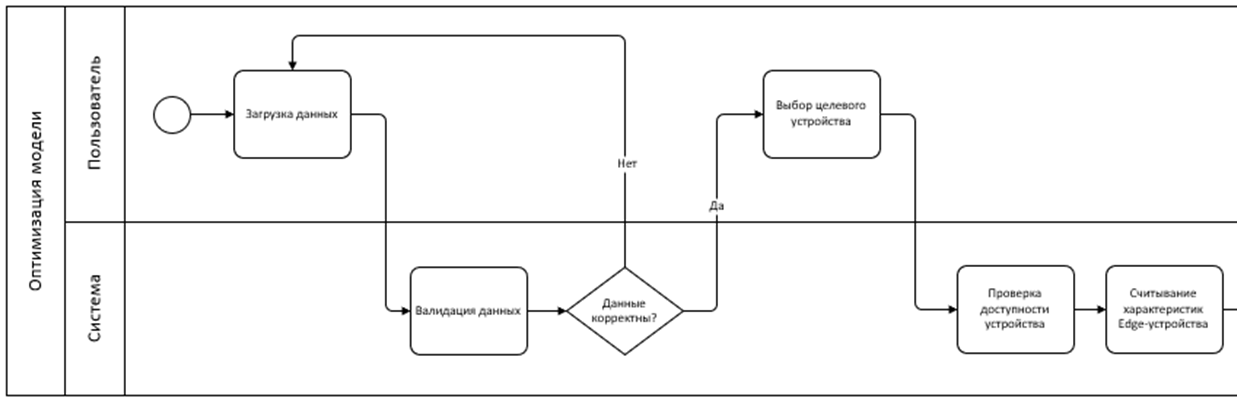 Оптимизация модели
Пользователь
Загрузка данных
Нет
Да
Выбор целевого
устройства
Система
Валидация данных
Данные
корректны?
Проверка
доступности
устройства
Считывание
характеристик
Edge-устройства